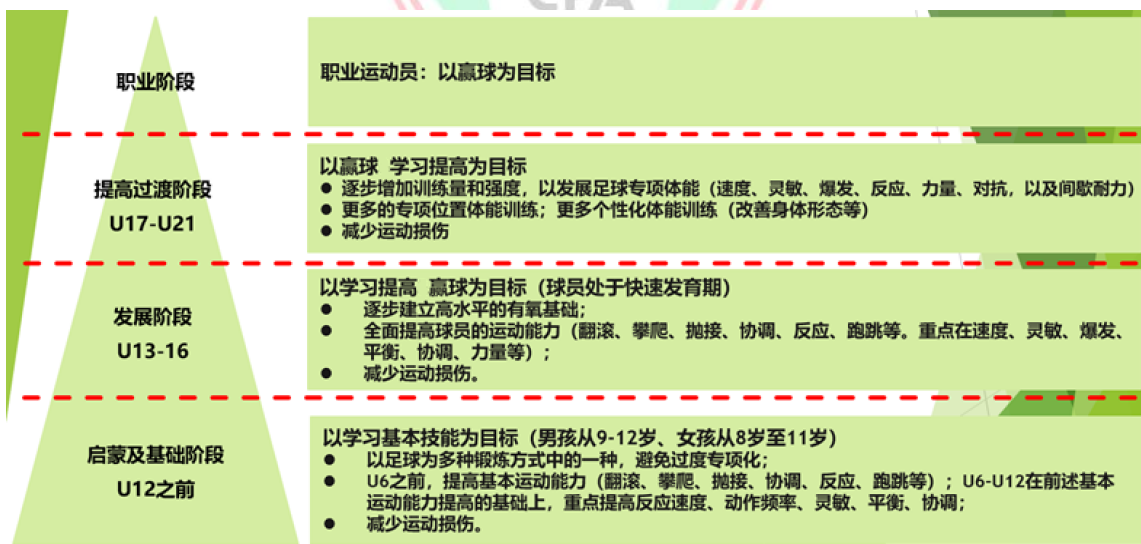 CFA
职业阶段
职业运动员：以赢球为目标
提高过渡阶段
U17-U21
以赢球 学习提高为目标
● 逐步增加训练量和强度，以发展足球专项体能（速度、灵敏、爆发、反应、力量、对抗，以及间歇耐力）
● 更多的专项位置体能训练；更多个性化体能训练（改善身体形态等）
● 减少运动损伤
发展阶段
U13-16
以学习提高 赢球为目标（球员处于快速发育期）
● 逐步建立高水平的有氧基础；
● 全面提高球员的运动能力（翻滚、攀爬、抛接、协调、反应、跑跳等。重点在速度、灵敏、爆发、
平衡、协调、力量等）；
● 减少运动损伤。
启蒙及基础阶段
U12之前
以学习基本技能为目标（男孩从9-12岁、女孩从8岁至11岁）
● 以足球为多种锻炼方式中的一种，避免过度专项化；
● U6之前，提高基本运动能力（翻滚、攀爬、抛接、协调、反应、跑跳等）；U6-U12在前述基本
运动能力提高的基础上，重点提高反应速度、动作频率、灵敏、平衡、协调；
● 减少运动损伤。